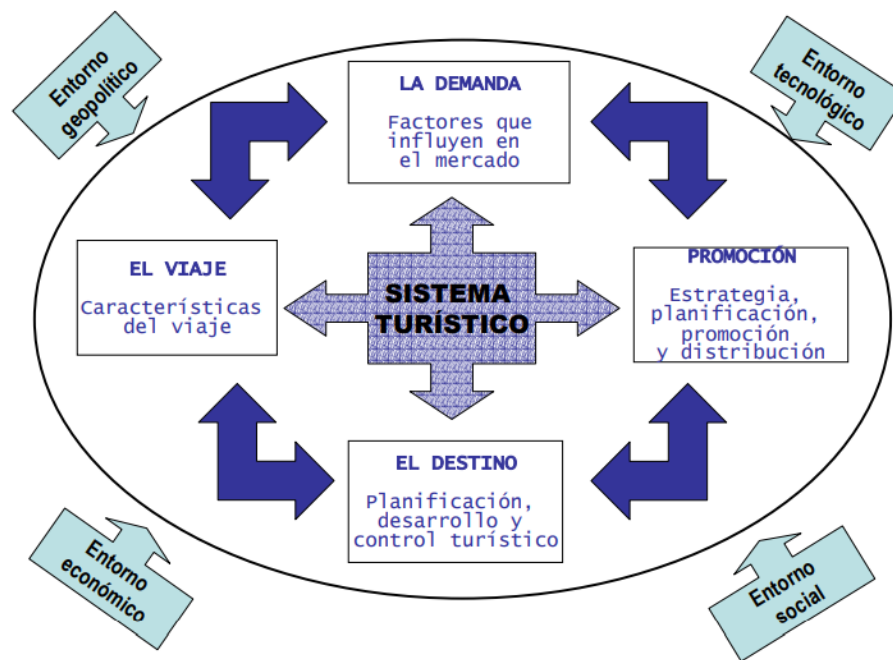 Entorno
geopolítico
Entorno
tecnológico
LA DEMANDA
Factores que
influyen en
el mercado
EL VIAJE
Características
del viaje
SISTEMA
TURÍSTICO
PROMOCIÓN
Estrategia,
planificación,
promoción
y distribución
EL DESTINO
Planificación,
desarrollo y
control turístico
Entorno
económico
Entorno
social